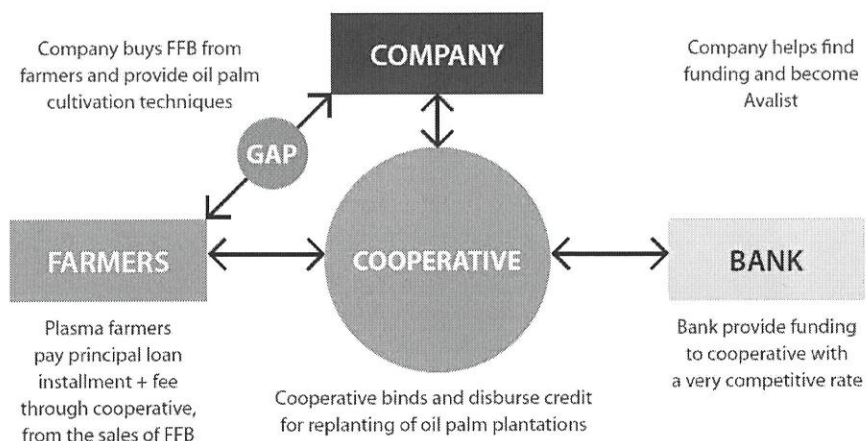 Company buys FFB from
farmers and provide oil palm
cultivation techniques
COMPANY
Company helps find
funding and become
Avalist
GAP
FARMERS
COOPERATIVE
BANK
Plasma farmers
pay principal loan
installment + fee
through cooperative,
from the sales of FFB
Cooperative binds and disburse credit
for replanting of oil palm plantations
Bank provide funding
to cooperative with
a very competitive rate